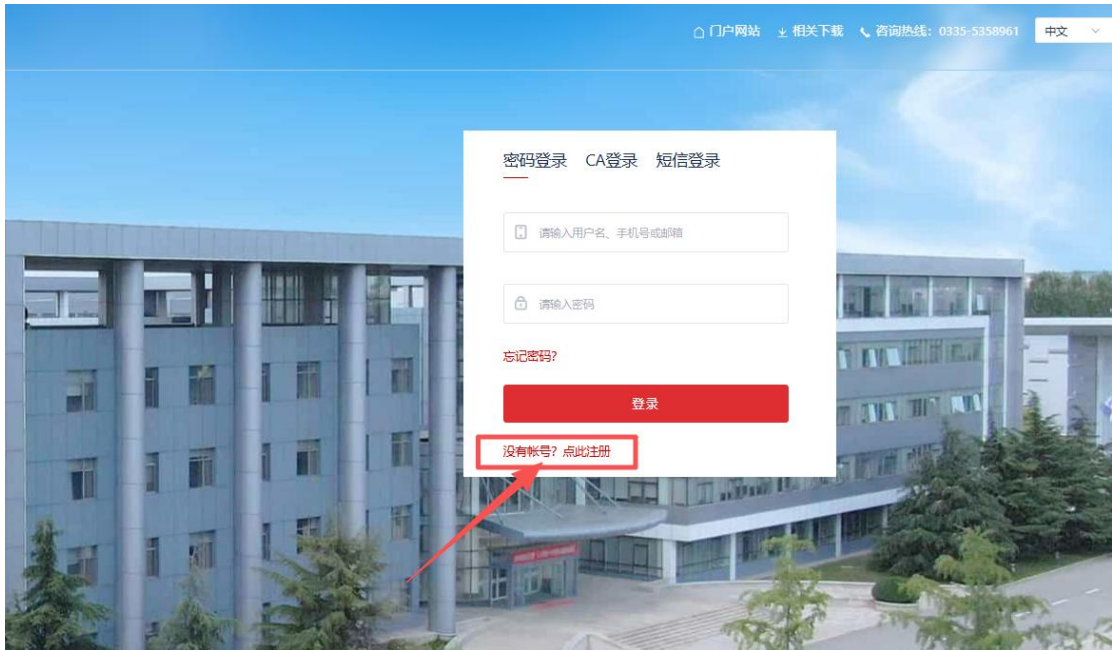 门户网站 相关下载 咨询热线：0335-5358961 中文
密码登录 CA登录 短信登录
请输入用户名、手机号或邮箱
请输入密码
忘记密码?
登录
没有帐号? 点此注册